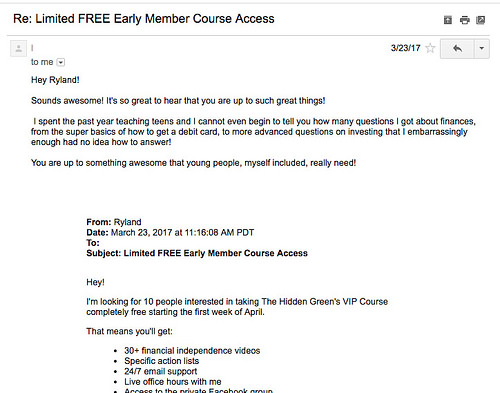 Re: Limited FREE Early Member Course Access
3/23/17
to me
Hey Ryland!
Sounds awesome! It's so great to hear that you are up to such great things!
I spent the past year teaching teens and I cannot even begin to tell you how many questions I got about finances,
from the super basics of how to get a debit card, to more advanced questions on investing that I embarrassingly
enough had no idea how to answer!
You are up to something awesome that young people, myself included, really need!
From: Ryland
Date: March 23, 2017 at 11:16:08 AM PDT
To:
Subject: Limited FREE Early Member Course Access
Hey!
I'm looking for 10 people interested in taking The Hidden Green's VIP Course
completely free starting the first week of April.
That means you'll get:
• 30+ financial independence videos
• Specific action lists
• 24/7 email support
• Live office hours with me
• Access to the private Facebook group